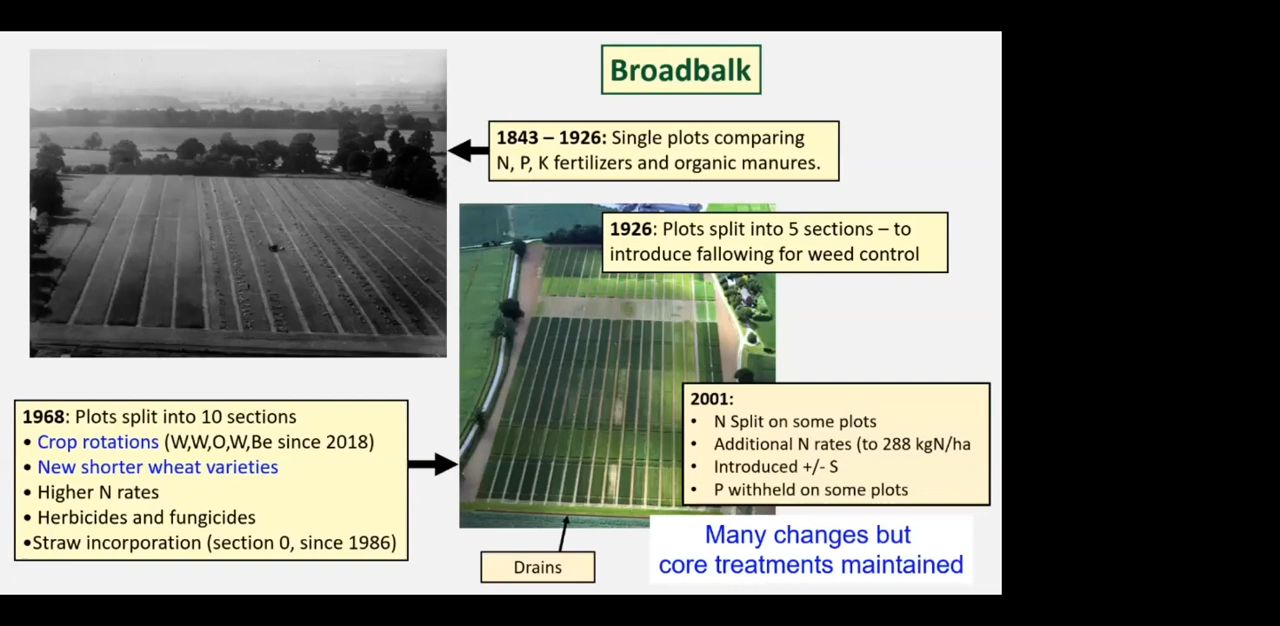 Broadbalk
1843 – 1926: Single plots comparing
N, P, K fertilizers and organic manures.
1926: Plots split into 5 sections – to
introduce fallowing for weed control
1968: Plots split into 10 sections
• Crop rotations (W,W,O,W,Be since 2018)
• New shorter wheat varieties
• Higher N rates
• Herbicides and fungicides
•Straw incorporation (section 0, since 1986)
2001:
• N Split on some plots
• Additional N rates (to 288 kgN/ha
• Introduced +/- S
• P withheld on some plots
Drains
Many changes but
core treatments maintained